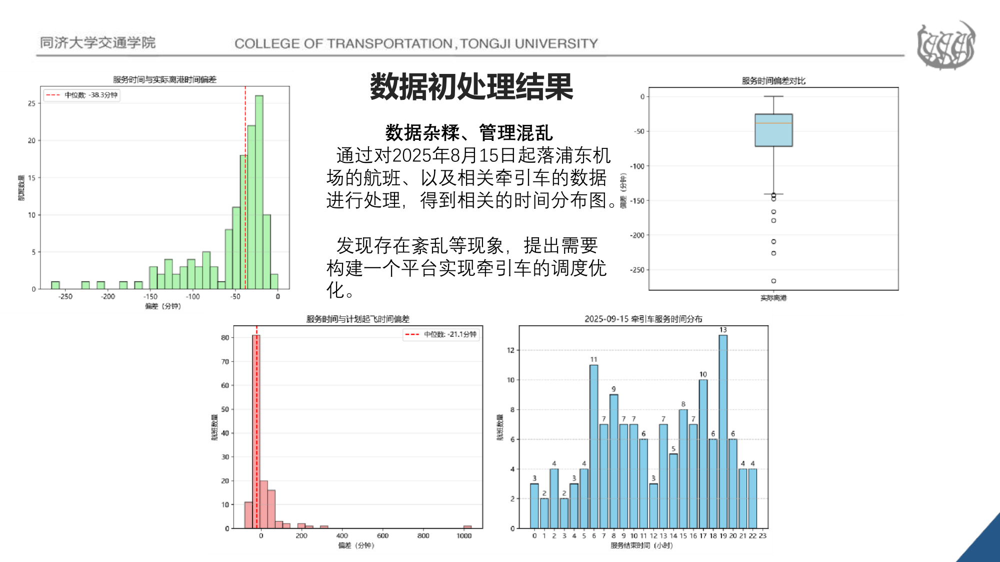 同济大学交通学院
COLLEGE OF TRANSPORTATION, TONGJI UNIVERSITY
数据初处理结果
数据杂糅、管理混乱
通过对2025年8月15日起落浦东机
场的航班、以及相关牵引车的数据
进行处理，得到相关的时间分布图。
发现存在紊乱等现象，提出需要
构建一个平台实现牵引车的调度优
化。
服务时间与实际离港时间偏差
中位数: -38.3分钟
航班数量
25
20
15
10
5
0
-250 -200 -150 -100 -50 0
偏差（分钟）
服务时间偏差对比
偏差（分钟）
0
-50
-100
-150
-200
-250
实际离港
服务时间与计划起飞时间偏差
中位数: -21.1分钟
航班数量
80
70
60
50
40
30
20
10
0
0 200 400 600 800 1000
偏差（分钟）
2025-09-15 牵引车服务时间分布
航班数量
12
10
8
6
4
2
0
3 2 4 2 3 4 11 7 9 7 7 6 3 7 5 8 7 10 6 13 6 4 4
0 1 2 3 4 5 6 7 8 9 10 11 12 13 14 15 16 17 18 19 20 21 22 23
服务结束时间（小时）